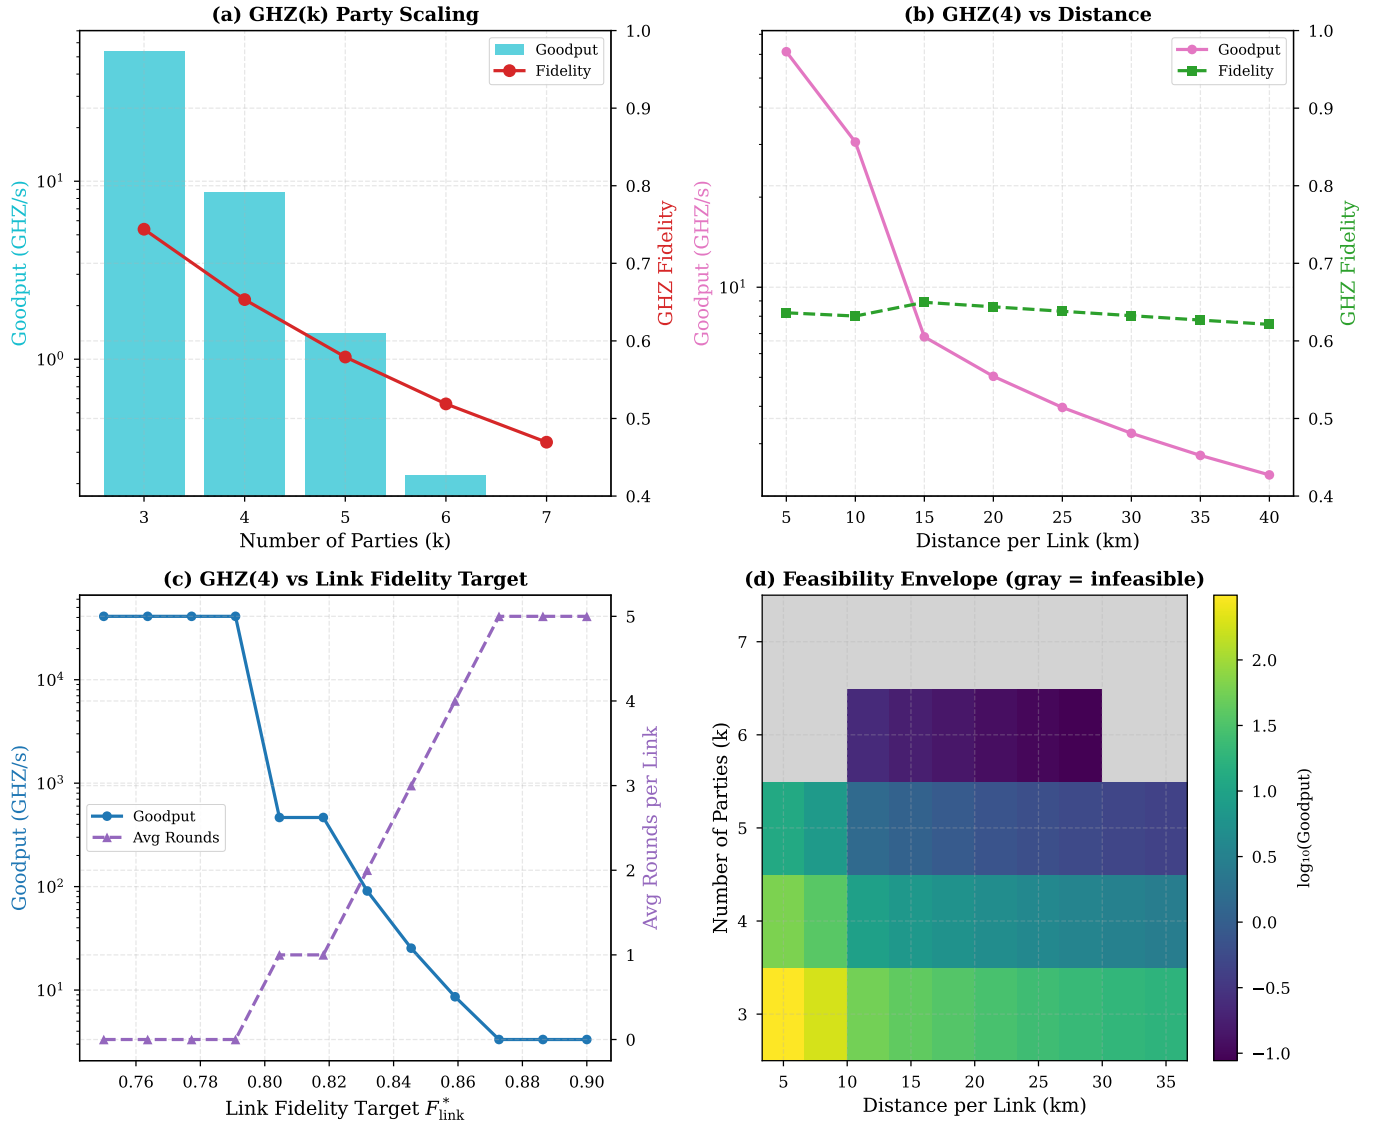 (a) GHZ(k) Party Scaling
Goodput
Fidelity
Goodput (GHZ/s)
10¹
10⁰
1.0
0.9
0.8
0.7
0.6
0.5
0.4
GHZ Fidelity
3 4 5 6 7
Number of Parties (k)
(b) GHZ(4) vs Distance
Goodput
Fidelity
Goodput (GHZ/s)
10¹
1.0
0.9
0.8
0.7
0.6
0.5
0.4
GHZ Fidelity
5 10 15 20 25 30 35 40
Distance per Link (km)
(c) GHZ(4) vs Link Fidelity Target
Goodput
Avg Rounds
Goodput (GHZ/s)
10⁴
10³
10²
10¹
5
4
3
2
1
0
Avg Rounds per Link
0.76 0.78 0.80 0.82 0.84 0.86 0.88 0.90
Link Fidelity Target F*link
(d) Feasibility Envelope (gray = infeasible)
Number of Parties (k)
7
6
5
4
3
5 10 15 20 25 30 35
Distance per Link (km)
2.0
1.5
1.0
0.5
0.0
−0.5
−1.0
log₁₀(Goodput)